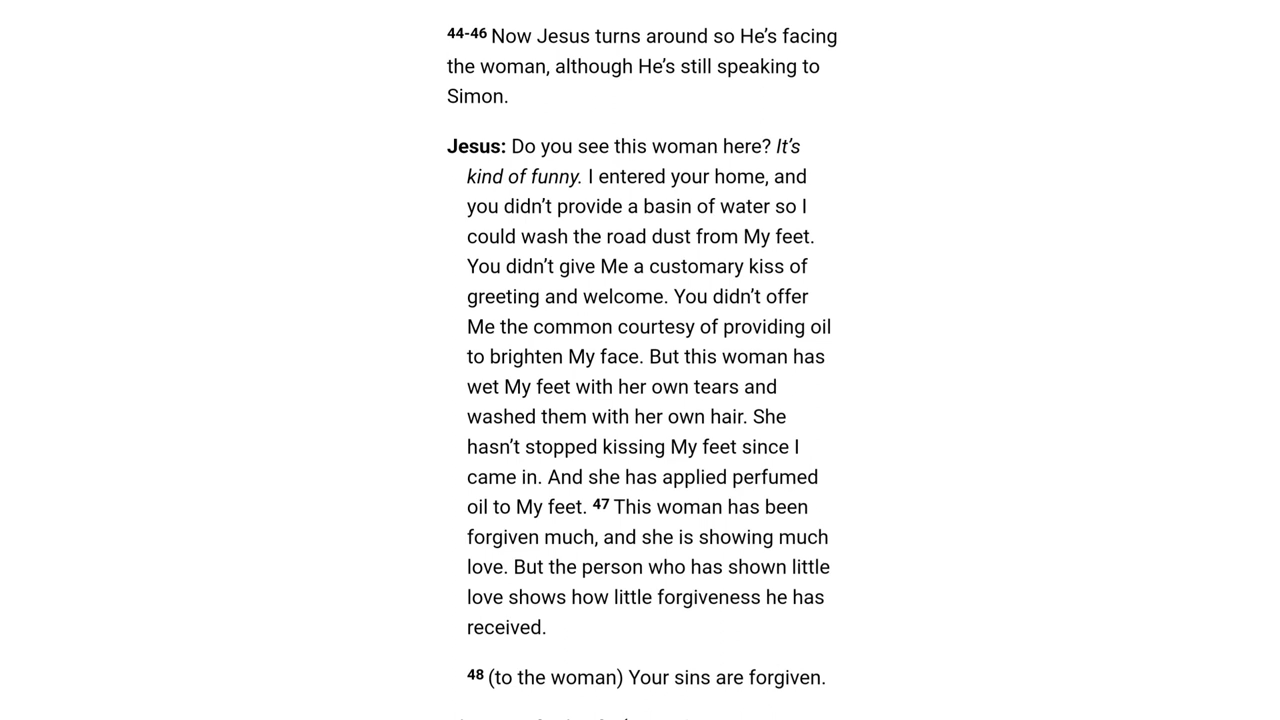 44-46 Now Jesus turns around so He’s facing
the woman, although He’s still speaking to
Simon.
Jesus: Do you see this woman here? It’s
kind of funny. I entered your home, and
you didn’t provide a basin of water so I
could wash the road dust from My feet.
You didn’t give Me a customary kiss of
greeting and welcome. You didn’t offer
Me the common courtesy of providing oil
to brighten My face. But this woman has
wet My feet with her own tears and
washed them with her own hair. She
hasn’t stopped kissing My feet since I
came in. And she has applied perfumed
oil to My feet. 47 This woman has been
forgiven much, and she is showing much
love. But the person who has shown little
love shows how little forgiveness he has
received.
48 (to the woman) Your sins are forgiven.